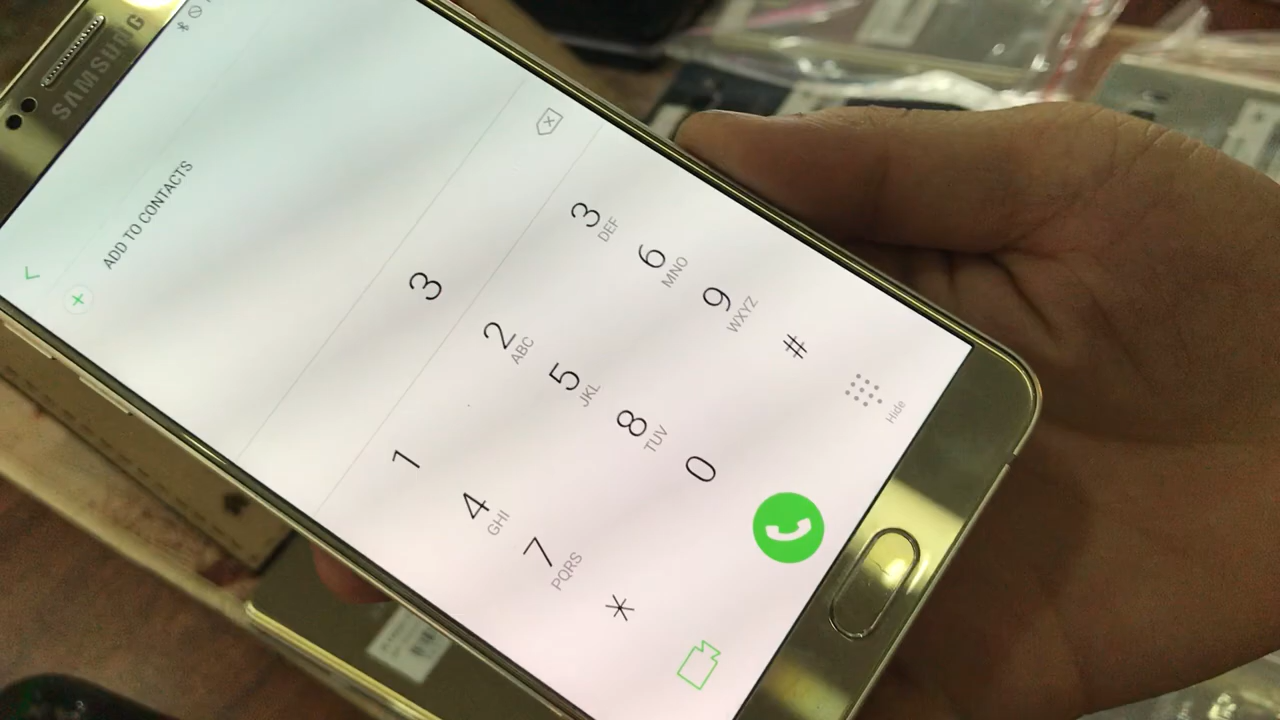 SAMSUNG
ADD TO CONTACTS
3
1 2 ABC 3 DEF
4 GHI 5 JKL 6 MNO
7 PQRS 8 TUV 9 WXYZ
* 0 #
Hide